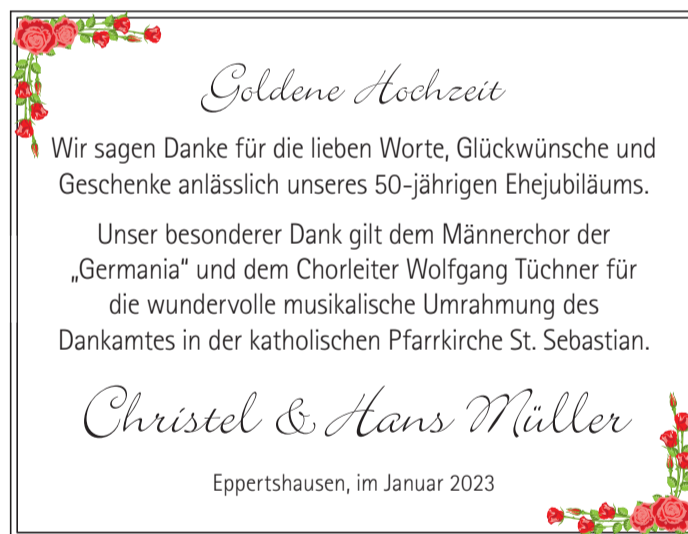 Goldene Hochzeit
Wir sagen Danke für die lieben Worte, Glückwünsche und
Geschenke anlässlich unseres 50-jährigen Ehejubiläums.
Unser besonderer Dank gilt dem Männerchor der
„Germania“ und dem Chorleiter Wolfgang Tüchner für
die wundervolle musikalische Umrahmung des
Dankamtes in der katholischen Pfarrkirche St. Sebastian.
Christel & Hans Müller
Eppertshausen, im Januar 2023